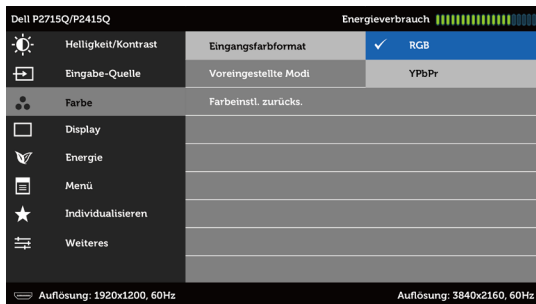 Dell P2715Q/P2415Q
Energieverbrauch
Helligkeit/Kontrast
Eingabe-Quelle
Farbe
Display
Energie
Menü
Individualisieren
Weiteres
Eingangsfarbformat
Voreingestellte Modi
Farbeinstl. zurücks.
RGB
YPbPr
Auflösung: 1920x1200, 60Hz
Auflösung: 3840x2160, 60Hz